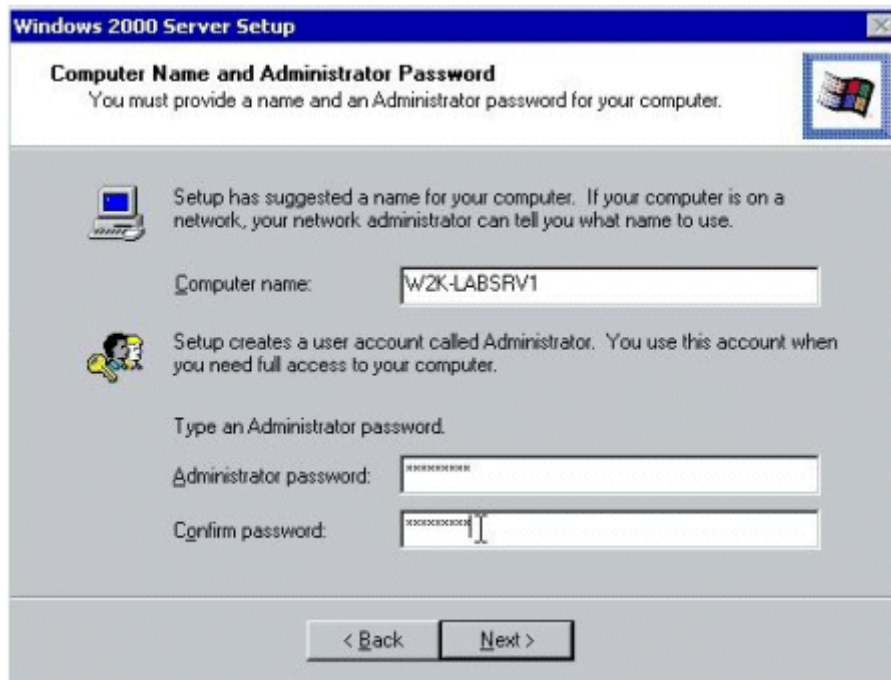 Windows 2000 Server Setup
Computer Name and Administrator Password
You must provide a name and an Administrator password for your computer.
Setup has suggested a name for your computer. If your computer is on a
network, your network administrator can tell you what name to use.
Computer name:
W2K-LABSRV1
Setup creates a user account called Administrator. You use this account when
you need full access to your computer.
Type an Administrator password.
Administrator password:
*********
Confirm password:
*********
< Back
Next >